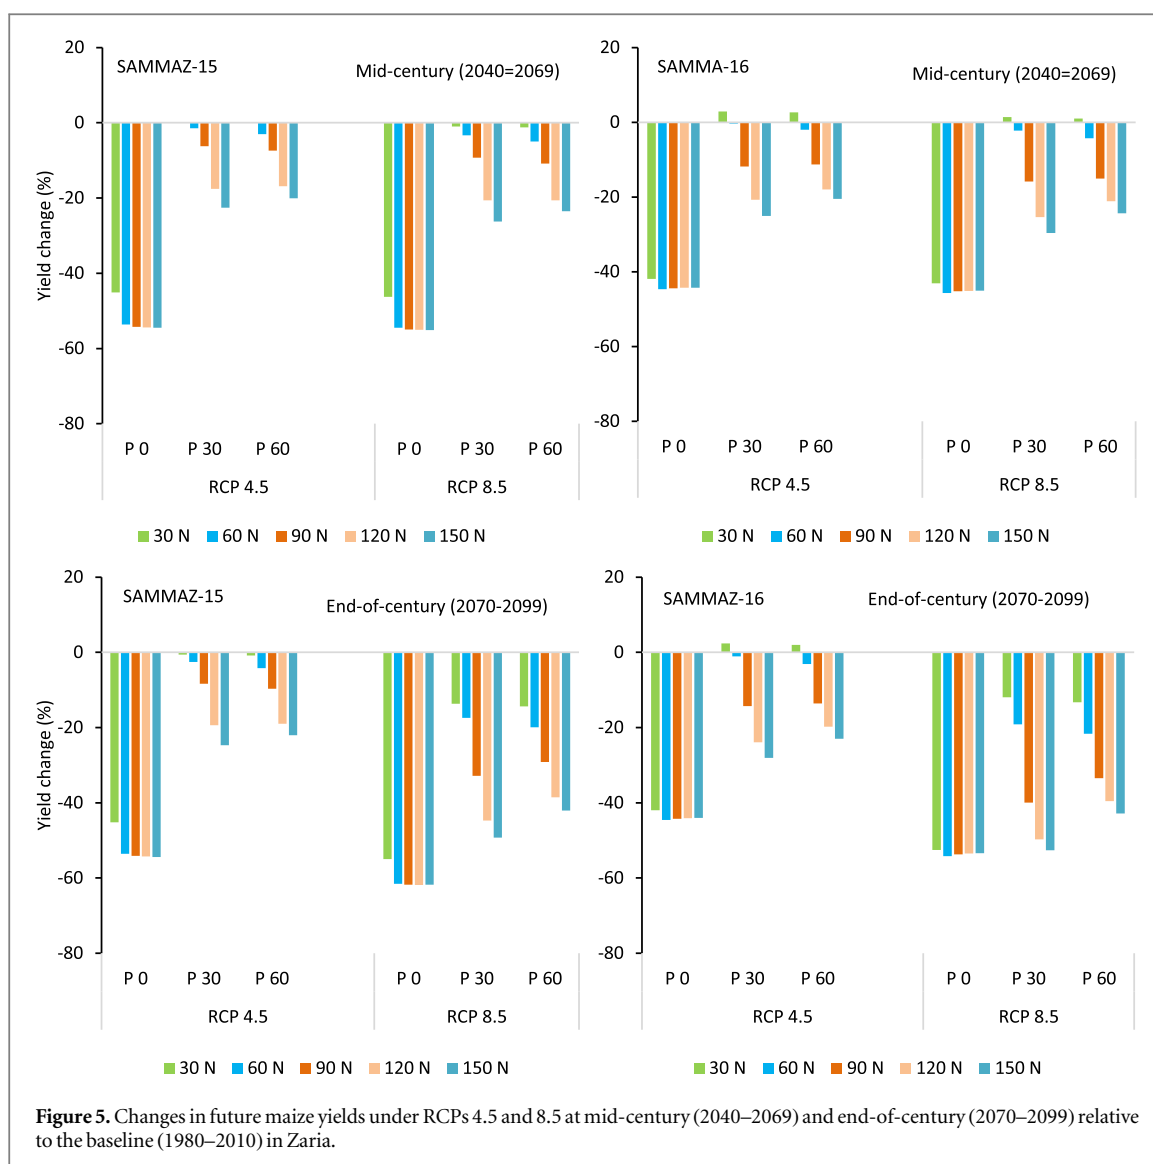 SAMMAZ-15
Mid-century (2040=2069)
Yield change (%)
20
0
-20
-40
-60
-80
P 0 P 30 P 60 P 0 P 30 P 60
RCP 4.5 RCP 8.5
30 N 60 N 90 N 120 N 150 N
SAMMA-16
Mid-century (2040=2069)
20
0
-20
-40
-60
-80
P 0 P 30 P 60 P 0 P 30 P 60
RCP 4.5 RCP 8.5
30 N 60 N 90 N 120 N 150 N
SAMMAZ-15
End-of-century (2070-2099)
Yield change (%)
20
0
-20
-40
-60
-80
P 0 P 30 P 60 P 0 P 30 P 60
RCP 4.5 RCP 8.5
30 N 60 N 90 N 120 N 150 N
SAMMAZ-16
End-of-century (2070-2099)
20
0
-20
-40
-60
-80
P 0 P 30 P 60 P 0 P 30 P 60
RCP 4.5 RCP 8.5
30 N 60 N 90 N 120 N 150 N
Figure 5. Changes in future maize yields under RCPs 4.5 and 8.5 at mid-century (2040–2069) and end-of-century (2070–2099) relative
to the baseline (1980–2010) in Zaria.